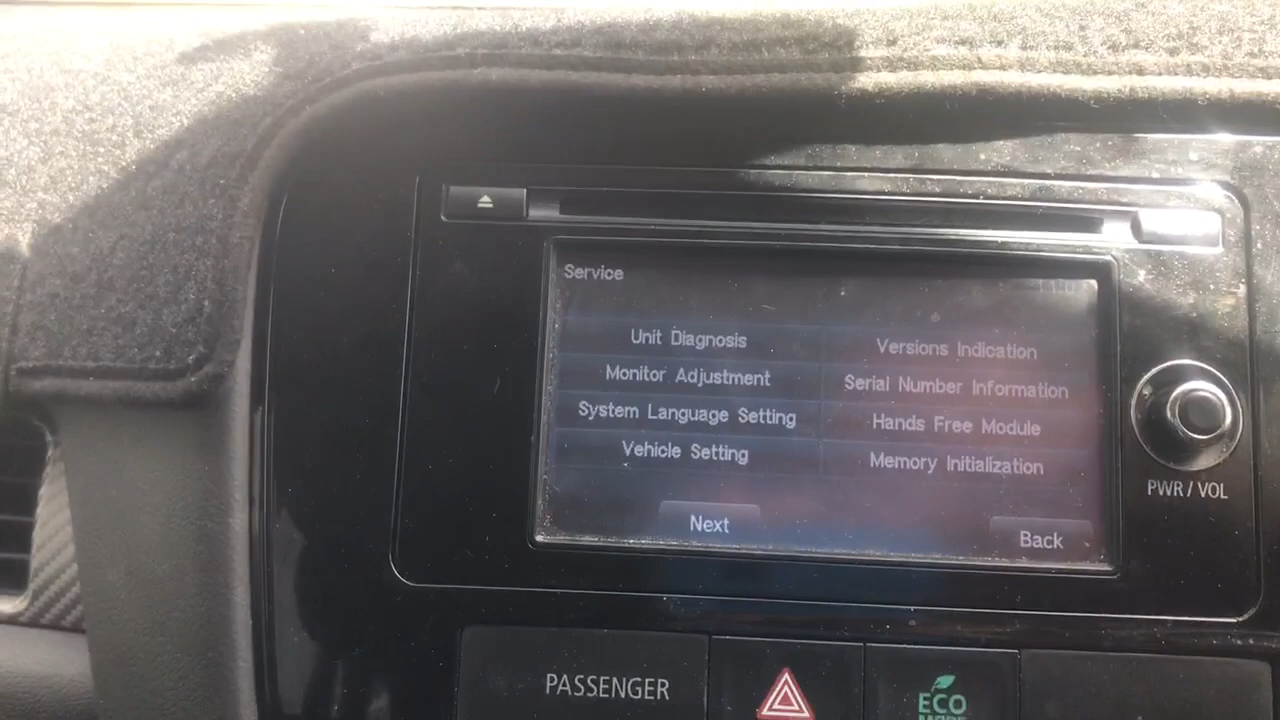 Service
Unit Diagnosis
Versions Indication
Monitor Adjustment
Serial Number Information
System Language Setting
Hands Free Module
Vehicle Setting
Memory Initialization
Next
Back
PWR / VOL
PASSENGER
ECO